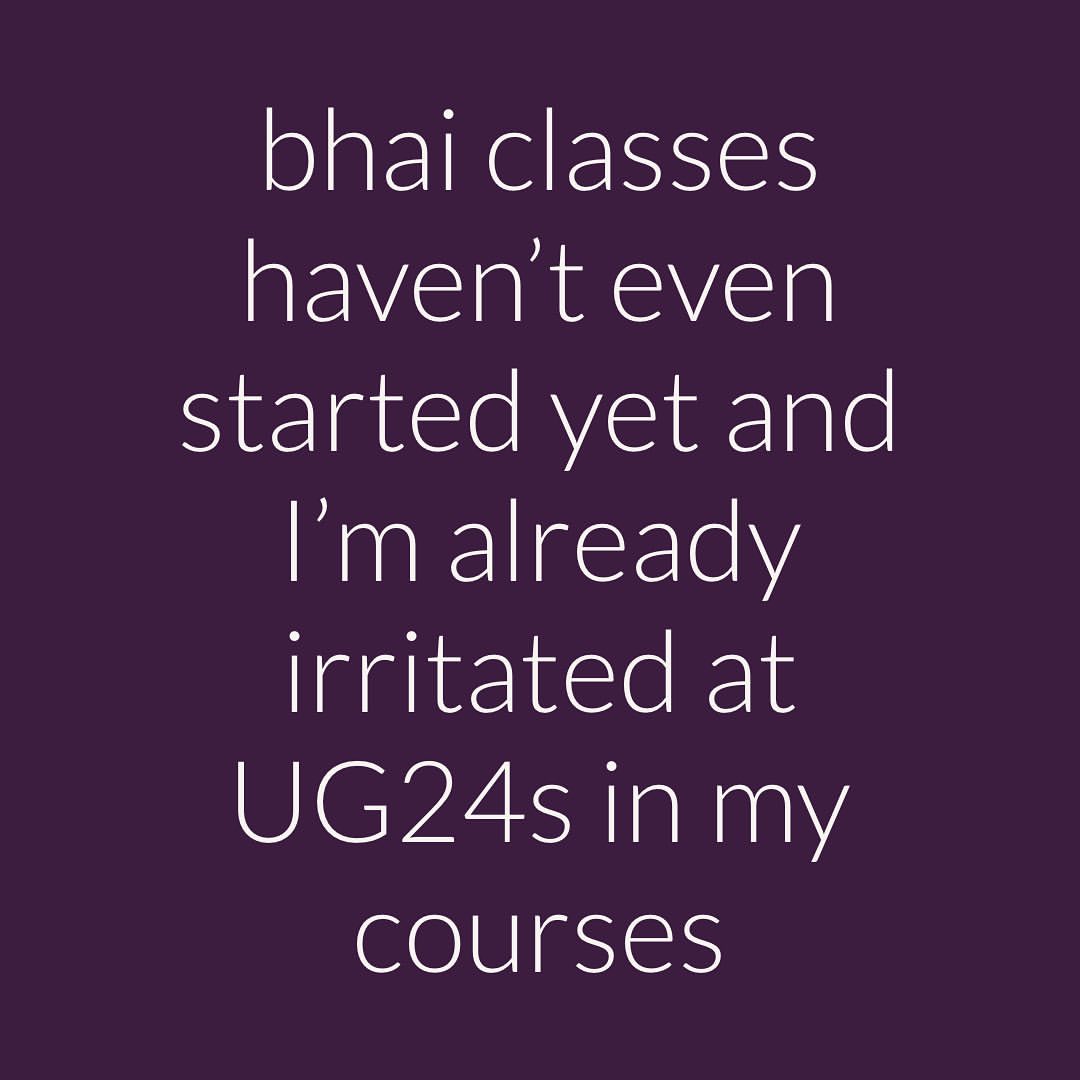 bhai classes
haven’t even
started yet and
I’m already
irritated at
UG24s in my
courses